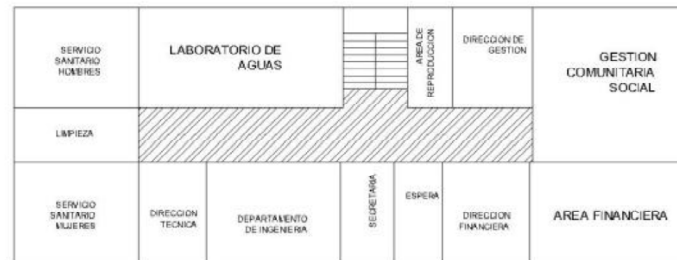 SERVICIO
SANITARIO
HOMBRES
LABORATORIO DE
AGUAS
AREA DE
REPRODUCCION
DIRECCION DE
GESTION
GESTION
COMUNITARIA
SOCIAL
LIMPIEZA
SERVICIO
SANITARIO
MUJERES
DIRECCION
TECNICA
DEPARTAMENTO
DE INGENIERIA
SECRETARIA
ESPERA
DIRECCION
FINANCIERA
AREA FINANCIERA